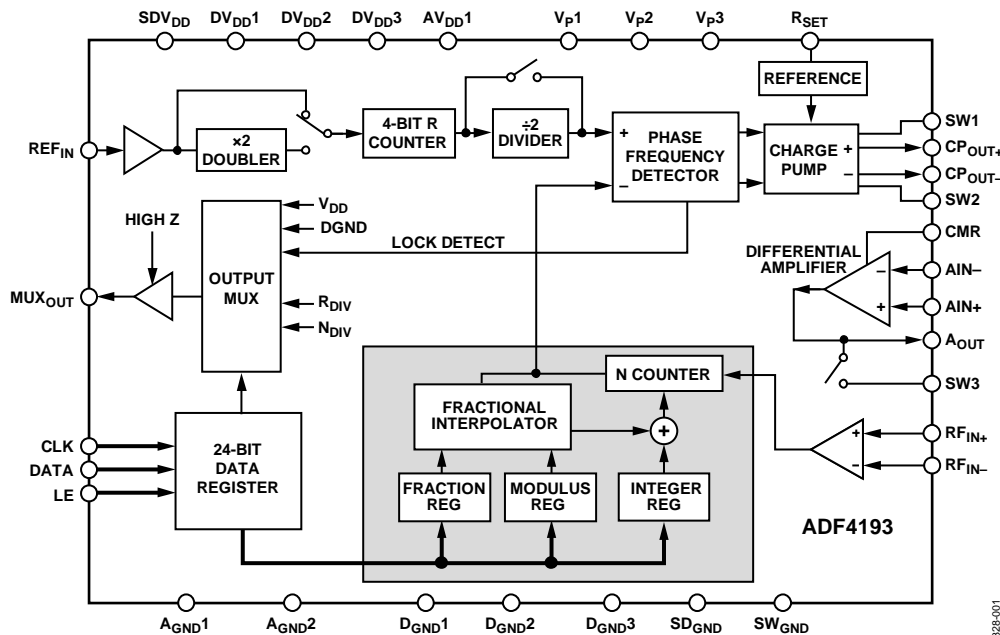 SDVDD DVDD1 DVDD2 DVDD3 AVDD1 VP1 VP2 VP3 RSET
REFIN
×2
DOUBLER
4-BIT R
COUNTER
÷2
DIVIDER
+
−
PHASE
FREQUENCY
DETECTOR
REFERENCE
CHARGE
PUMP
+
−
SW1
CPOUT+
CPOUT−
SW2
HIGH Z
MUXOUT
OUTPUT
MUX
VDD
DGND
LOCK DETECT
RDIV
NDIV
DIFFERENTIAL
AMPLIFIER
−
+
CMR
AIN−
AIN+
AOUT
SW3
CLK
DATA
LE
24-BIT
DATA
REGISTER
FRACTIONAL
INTERPOLATOR
N COUNTER
+
FRACTION
REG
MODULUS
REG
INTEGER
REG
+
−
RFIN+
RFIN−
ADF4193
AGND1 AGND2 DGND1 DGND2 DGND3 SDGND SWGND